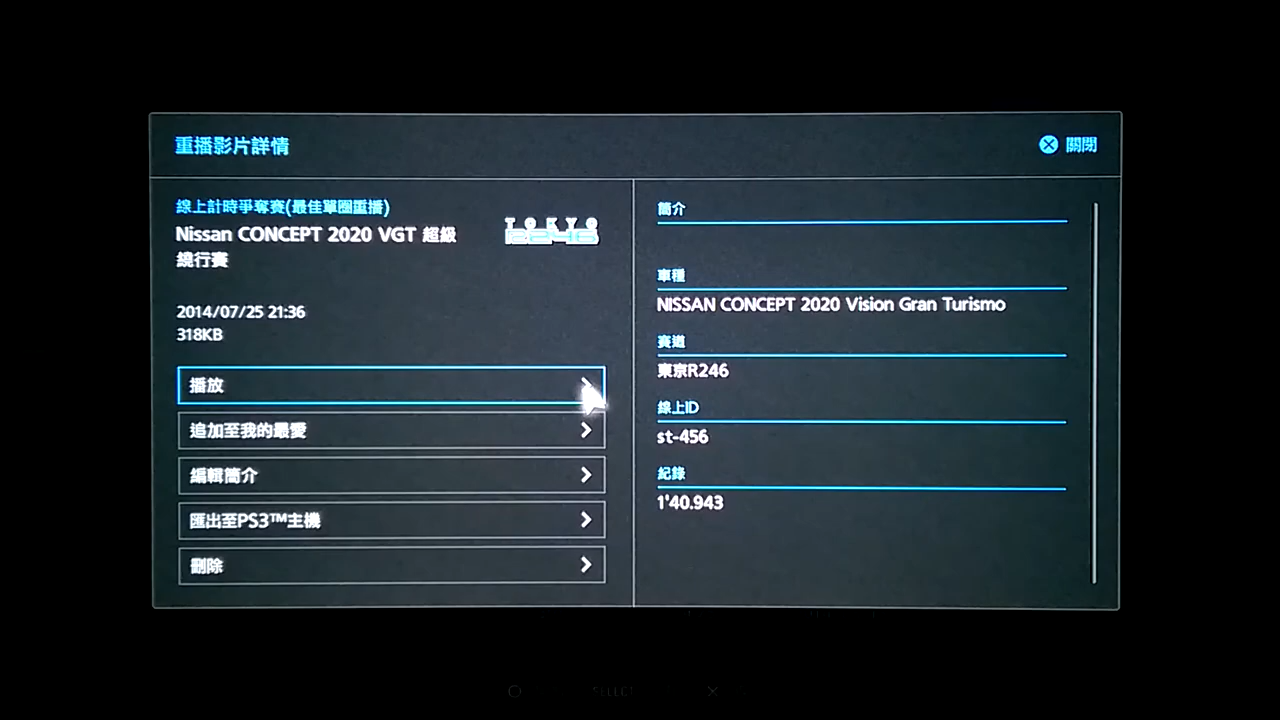 重播影片詳情
關閉
線上計時爭奪賽(最佳單圈重播)
Nissan CONCEPT 2020 VGT 超級
繞行賽
TOKYO
R246
2014/07/25 21:36
318KB
播放
追加至我的最愛
編輯簡介
匯出至PS3™主機
刪除
簡介
車種
NISSAN CONCEPT 2020 Vision Gran Turismo
賽道
東京R246
線上ID
st-456
紀錄
1'40.943
SELECT